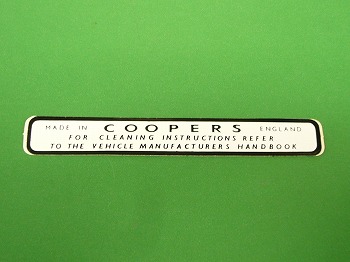 MADE IN COOPERS ENGLAND
FOR CLEANING INSTRUCTIONS REFER
TO THE VEHICLE MANUFACTURERS HANDBOOK